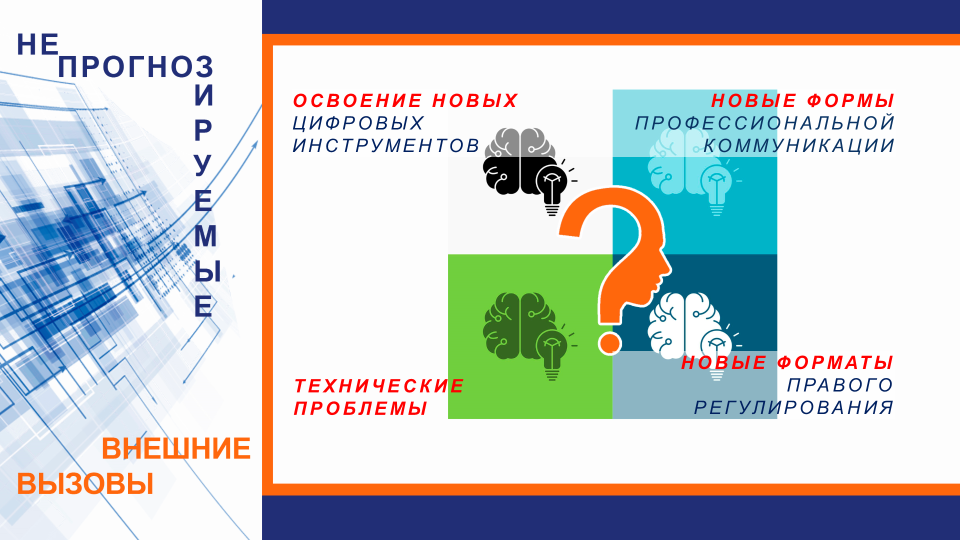 НЕ
ПРОГНОЗ
И
Р
У
Е
М
Ы
Е
ВНЕШНИЕ
ВЫЗОВЫ
ОСВОЕНИЕ НОВЫХ
ЦИФРОВЫХ
ИНСТРУМЕНТОВ
НОВЫЕ ФОРМЫ
ПРОФЕССИОНАЛЬНОЙ
КОММУНИКАЦИИ
ТЕХНИЧЕСКИЕ
ПРОБЛЕМЫ
НОВЫЕ ФОРМАТЫ
ПРАВОГО
РЕГУЛИРОВАНИЯ